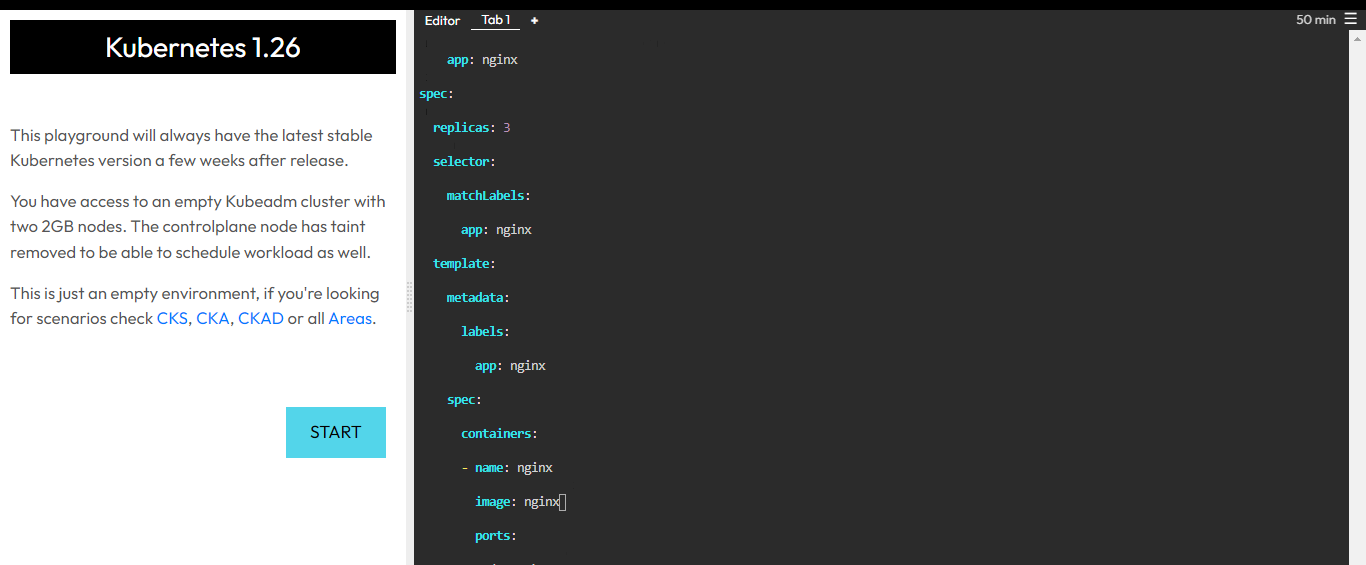 Kubernetes 1.26
This playground will always have the latest stable
Kubernetes version a few weeks after release.
You have access to an empty Kubeadm cluster with
two 2GB nodes. The controlplane node has taint
removed to be able to schedule workload as well.
This is just an empty environment, if you're looking
for scenarios check CKS, CKA, CKAD or all Areas.
START
Editor Tab 1 + 50 min
app: nginx
spec:
replicas: 3
selector:
matchLabels:
app: nginx
template:
metadata:
labels:
app: nginx
spec:
containers:
- name: nginx
image: nginx
ports: